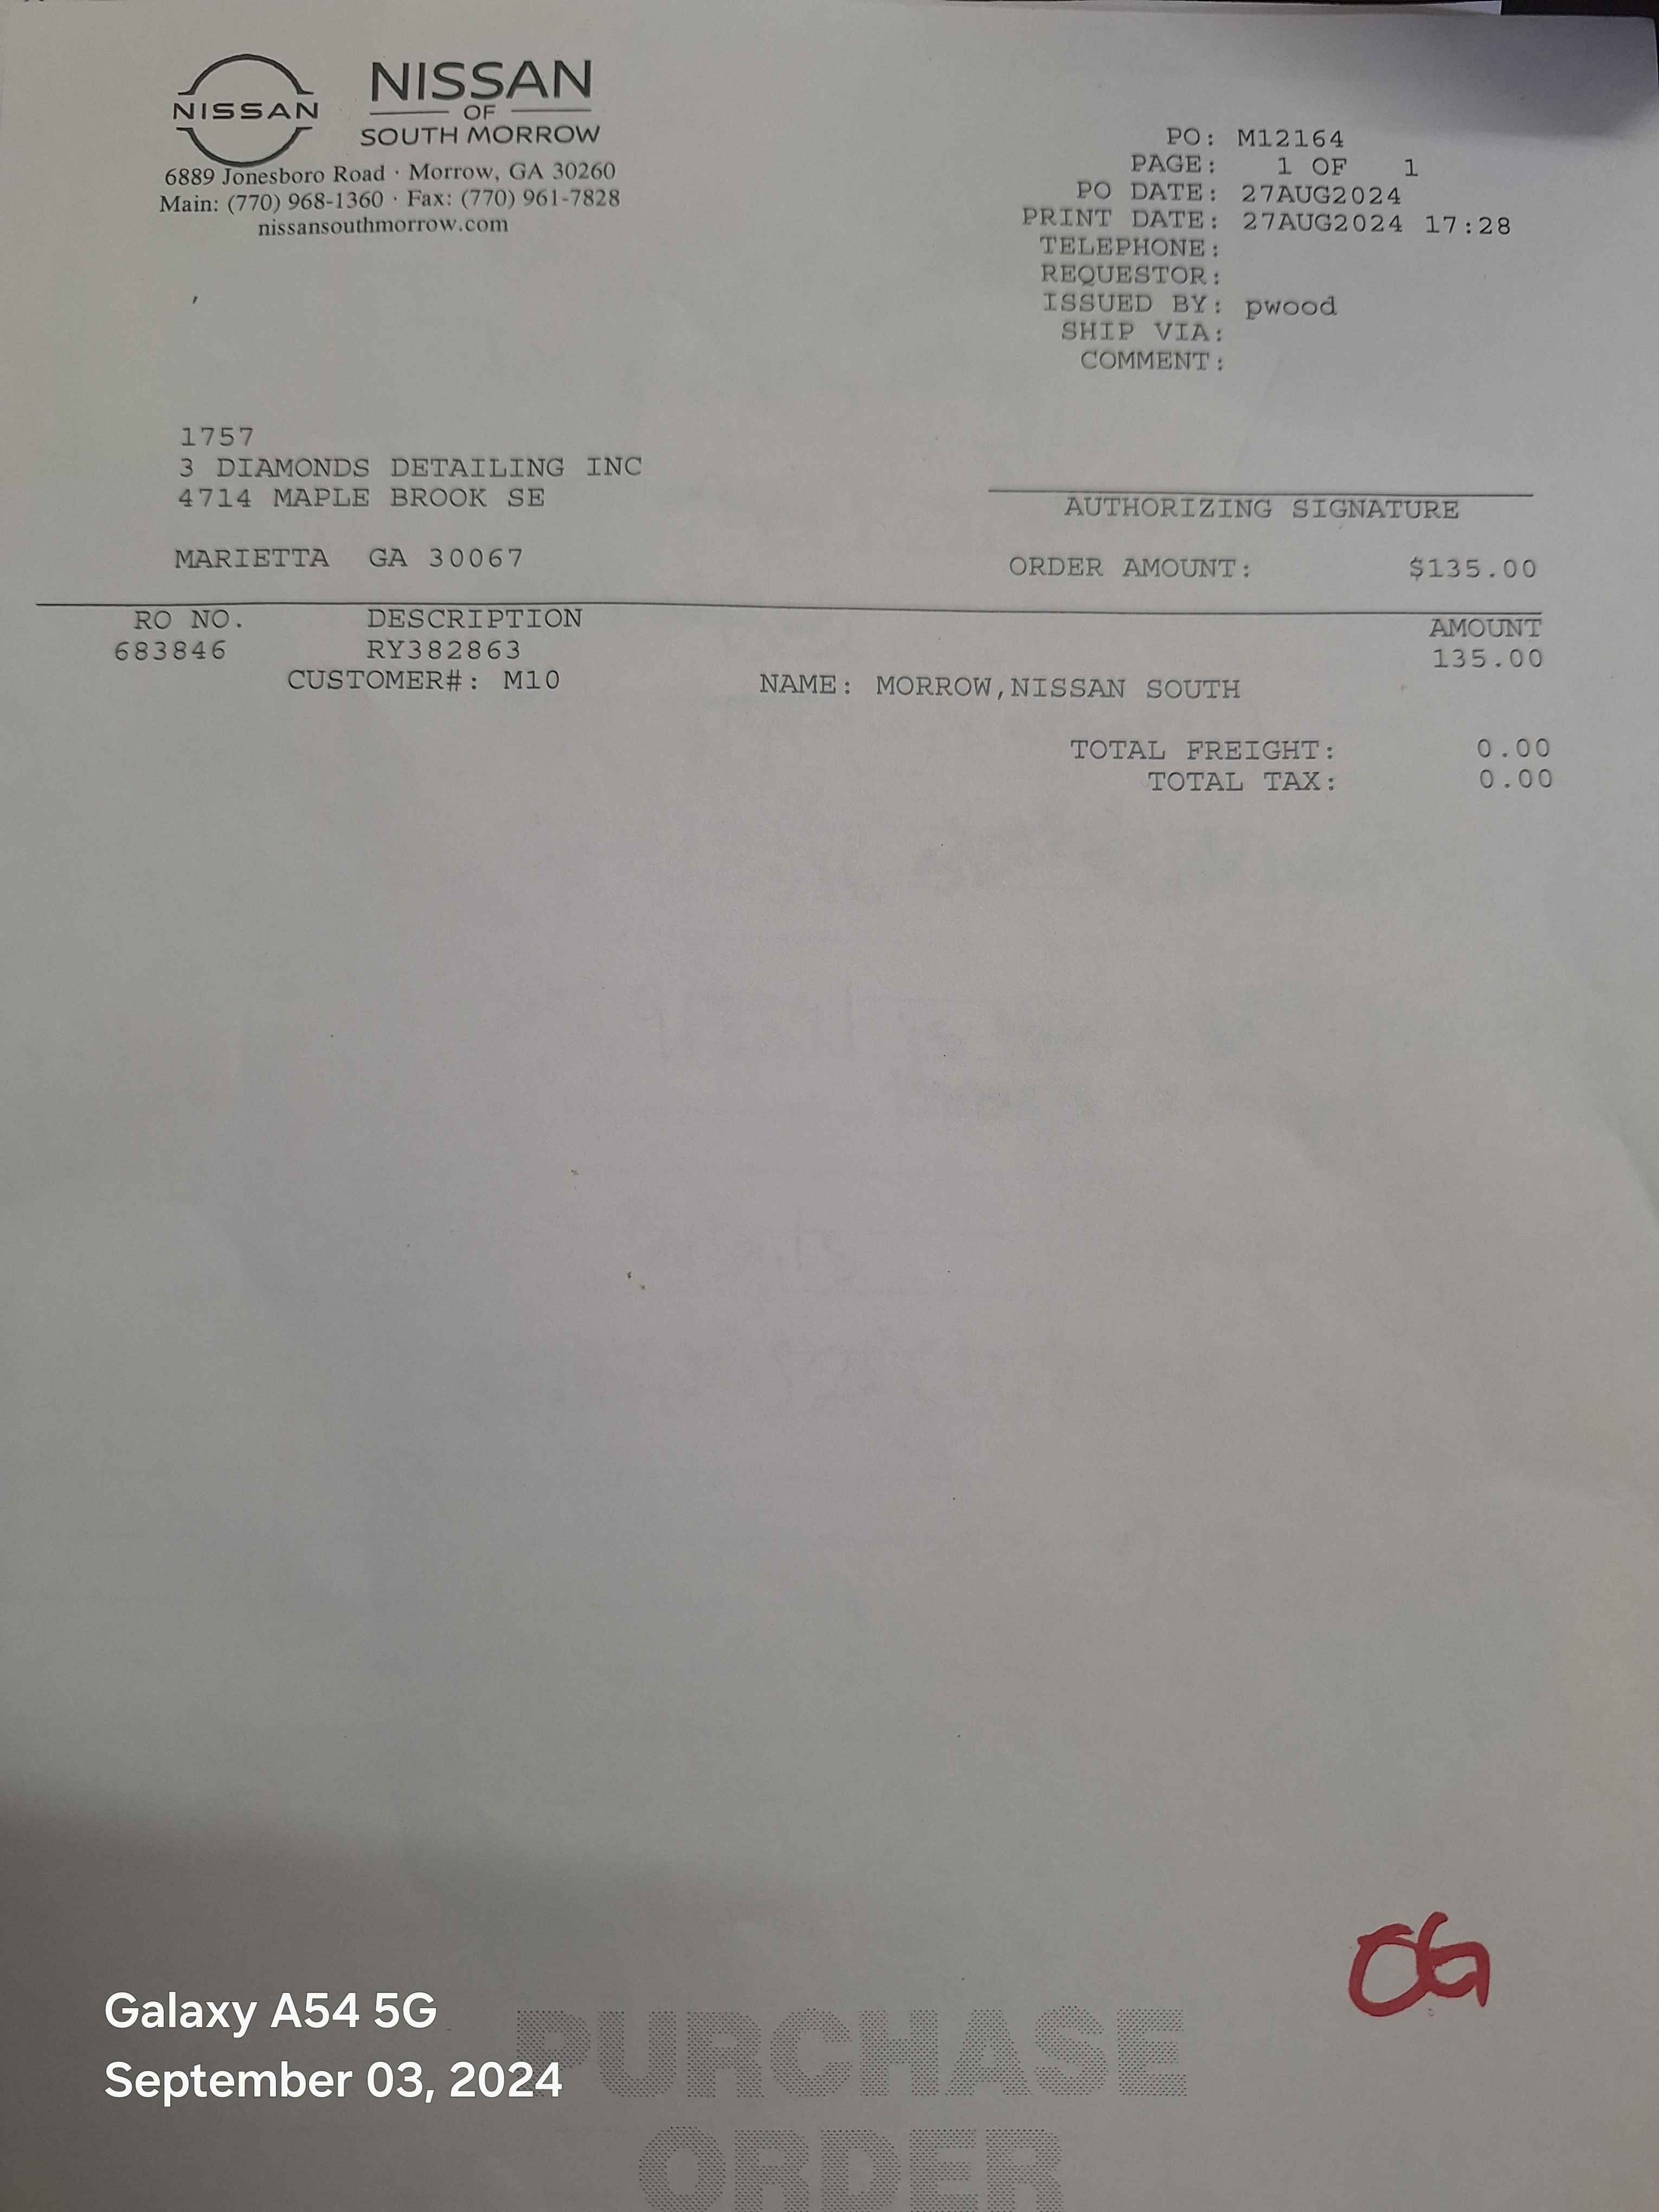 NISSAN
NISSAN
OF
SOUTH MORROW
6889 Jonesboro Road · Morrow, GA 30260
Main: (770) 968-1360 · Fax: (770) 961-7828
nissansouthmorrow.com
PO: M12164
PAGE: 1 OF 1
PO DATE: 27AUG2024
PRINT DATE: 27AUG2024 17:28
TELEPHONE:
REQUESTOR:
ISSUED BY: pwood
SHIP VIA:
COMMENT:
1757
3 DIAMONDS DETAILING INC
4714 MAPLE BROOK SE
MARIETTA GA 30067
AUTHORIZING SIGNATURE
ORDER AMOUNT: $135.00
RO NO. DESCRIPTION AMOUNT
683846 RY382863 135.00
CUSTOMER#: M10 NAME: MORROW,NISSAN SOUTH
TOTAL FREIGHT: 0.00
TOTAL TAX: 0.00
Galaxy A54 5G
September 03, 2024
PURCHASE
ORDER